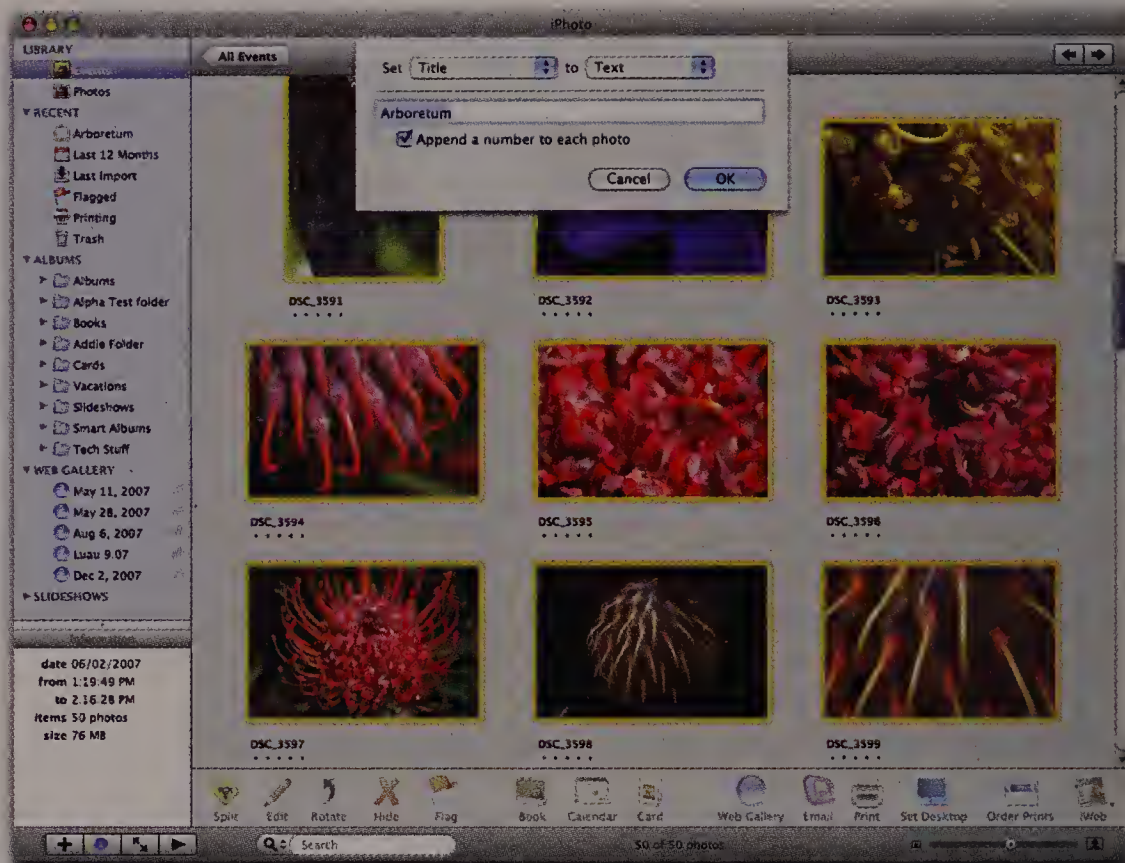 iPhoto
LIBRARY
Events
Photos
RECENT
Arboretum
Last 12 Months
Last Import
Flagged
Printing
Trash
ALBUMS
Albums
Alpha Test folder
Books
Addie Folder
Cards
Vacations
Slideshows
Smart Albums
Tech Stuff
WEB GALLERY
May 11, 2007
May 28, 2007
Aug 6, 2007
Luau 9.07
Dec 2, 2007
SLIDESHOWS
Information
date 06/02/2007
from 1:19:49 PM
to 2:16:28 PM
items 50 photos
size 76 MB
All Events
Set Title to Text
Arboretum
Append a number to each photo
Cancel OK
DSC_3591 DSC_3592 DSC_3593
DSC_3594 DSC_3595 DSC_3596
DSC_3597 DSC_3598 DSC_3599
Split Edit Rotate Hide Flag Book Calendar Card Web Gallery Email Print Set Desktop Order Prints iWeb
Search
50 of 50 photos